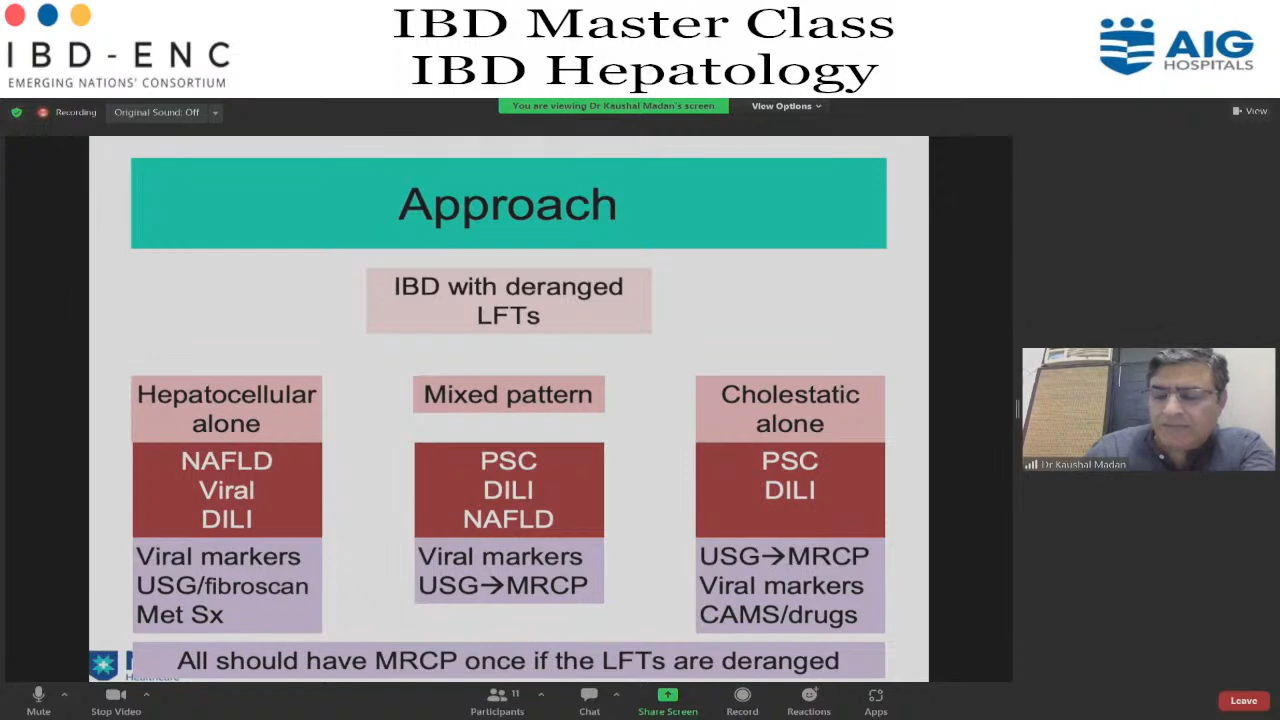 IBD-ENC
EMERGING NATIONS' CONSORTIUM
IBD Master Class
IBD Hepatology
AIG
HOSPITALS
Recording
Original Sound: Off
You are viewing Dr Kaushal Madan's screen
View Options
View
Approach
IBD with deranged
LFTs
Hepatocellular
alone
NAFLD
Viral
DILI
Viral markers
USG/fibroscan
Met Sx
Mixed pattern
PSC
DILI
NAFLD
Viral markers
USG→MRCP
Cholestatic
alone
PSC
DILI
USG→MRCP
Viral markers
CAMS/drugs
All should have MRCP once if the LFTs are deranged
Healthcare
Dr Kaushal Madan
Mute
Stop Video
11
Participants
Chat
Share Screen
Record
Reactions
Apps
Leave